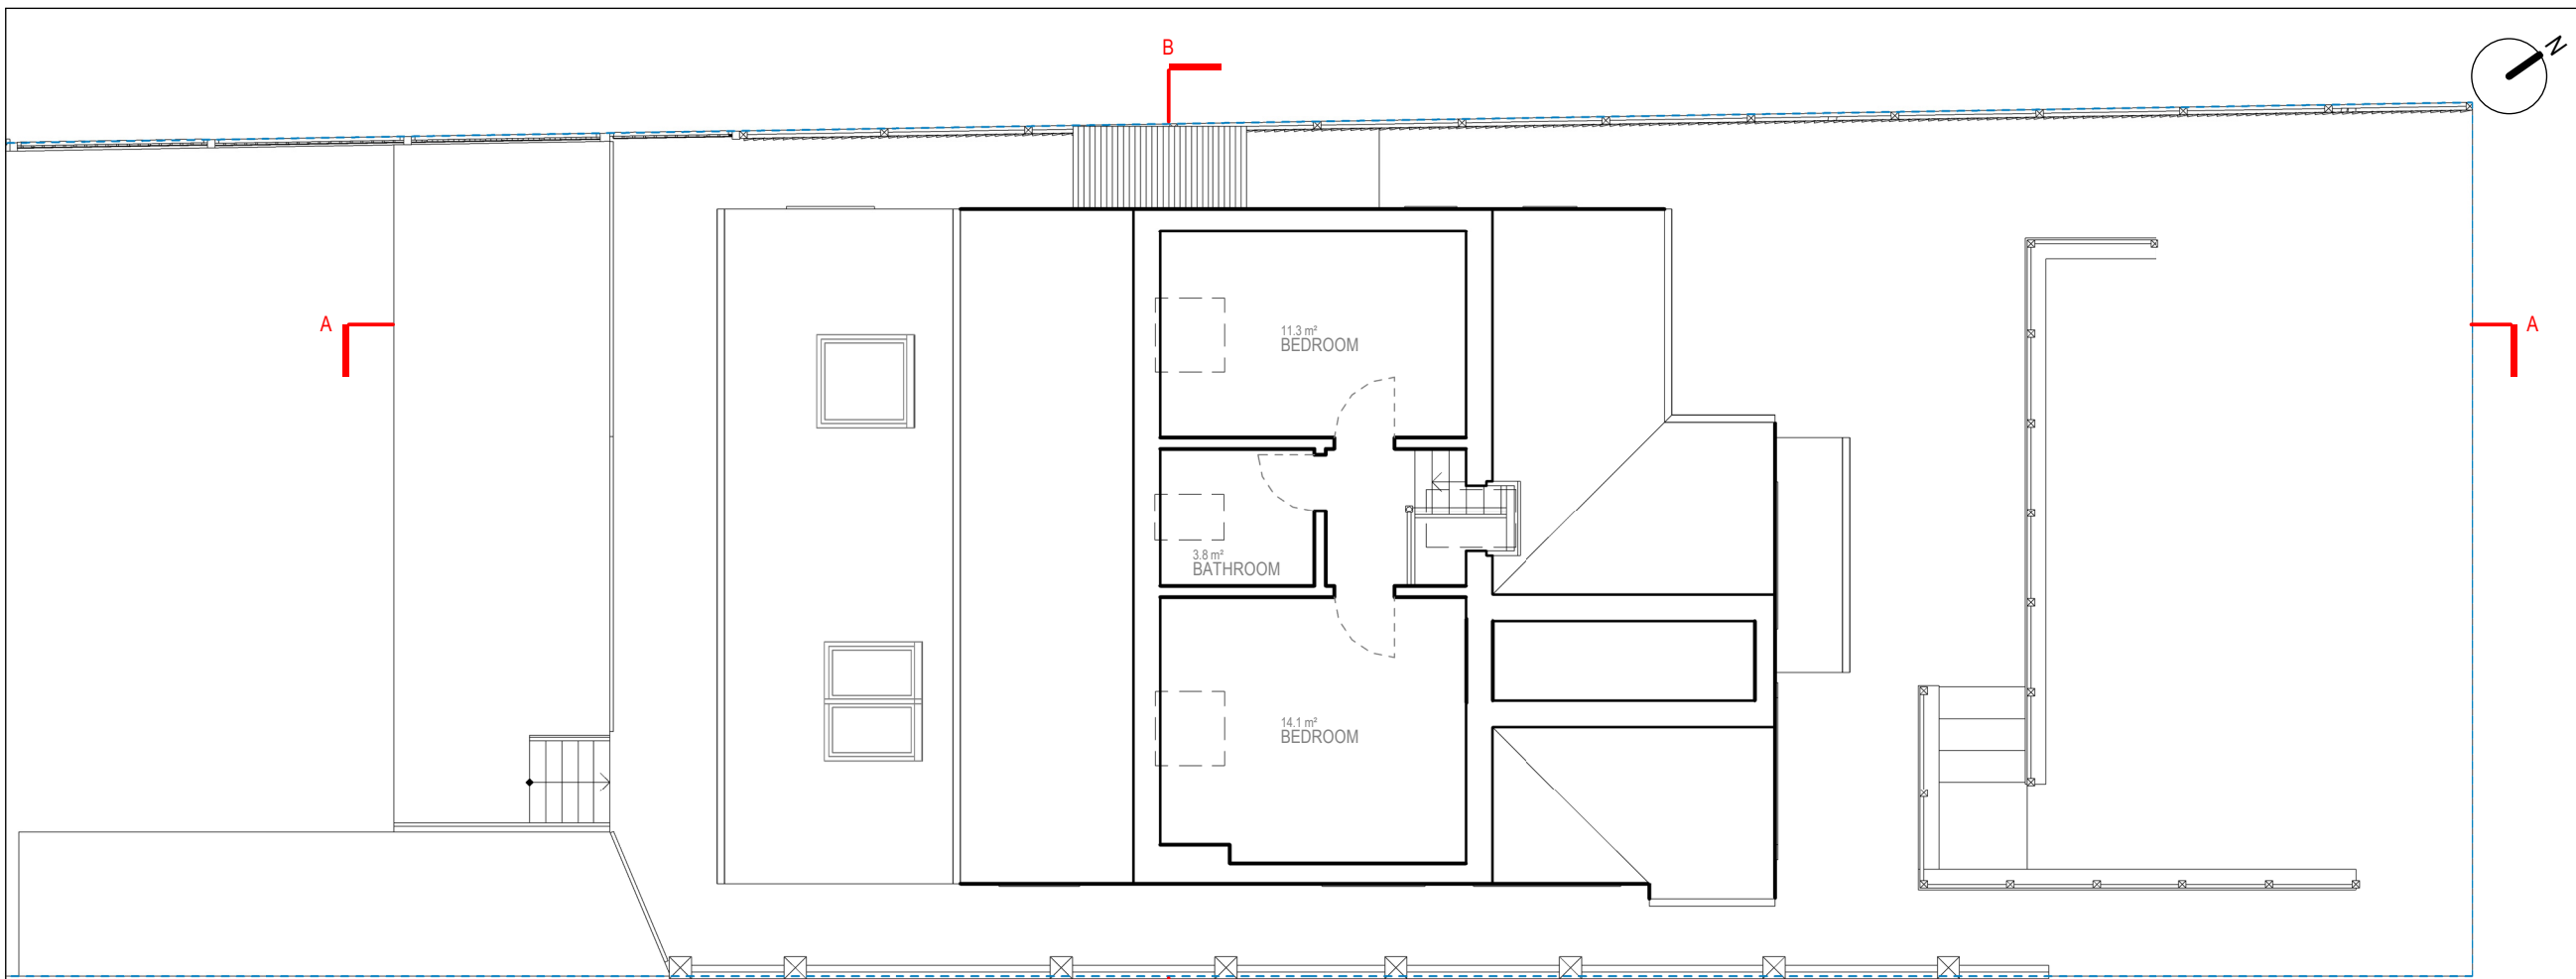 B
N
A
A
11.3 m²
BEDROOM
3.8 m²
BATHROOM
14.1 m²
BEDROOM